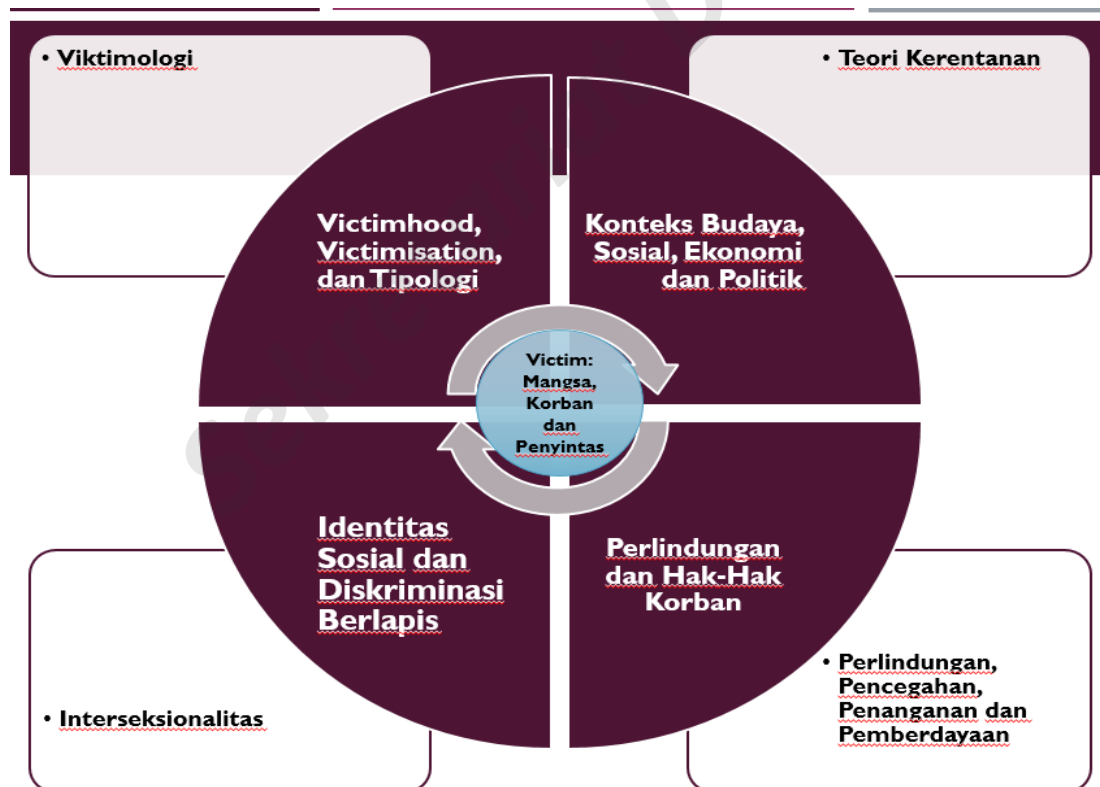 • Viktimologi
• Teori Kerentanan
Victimhood,
Victimisation,
dan Tipologi
Konteks Budaya,
Sosial, Ekonomi
dan Politik
Victim:
Mangsa,
Korban
dan
Penyintas
Identitas
Sosial dan
Diskriminasi
Berlapis
Perlindungan
dan Hak-Hak
Korban
• Interseksionalitas
• Perlindungan,
Pencegahan,
Penanganan dan
Pemberdayaan